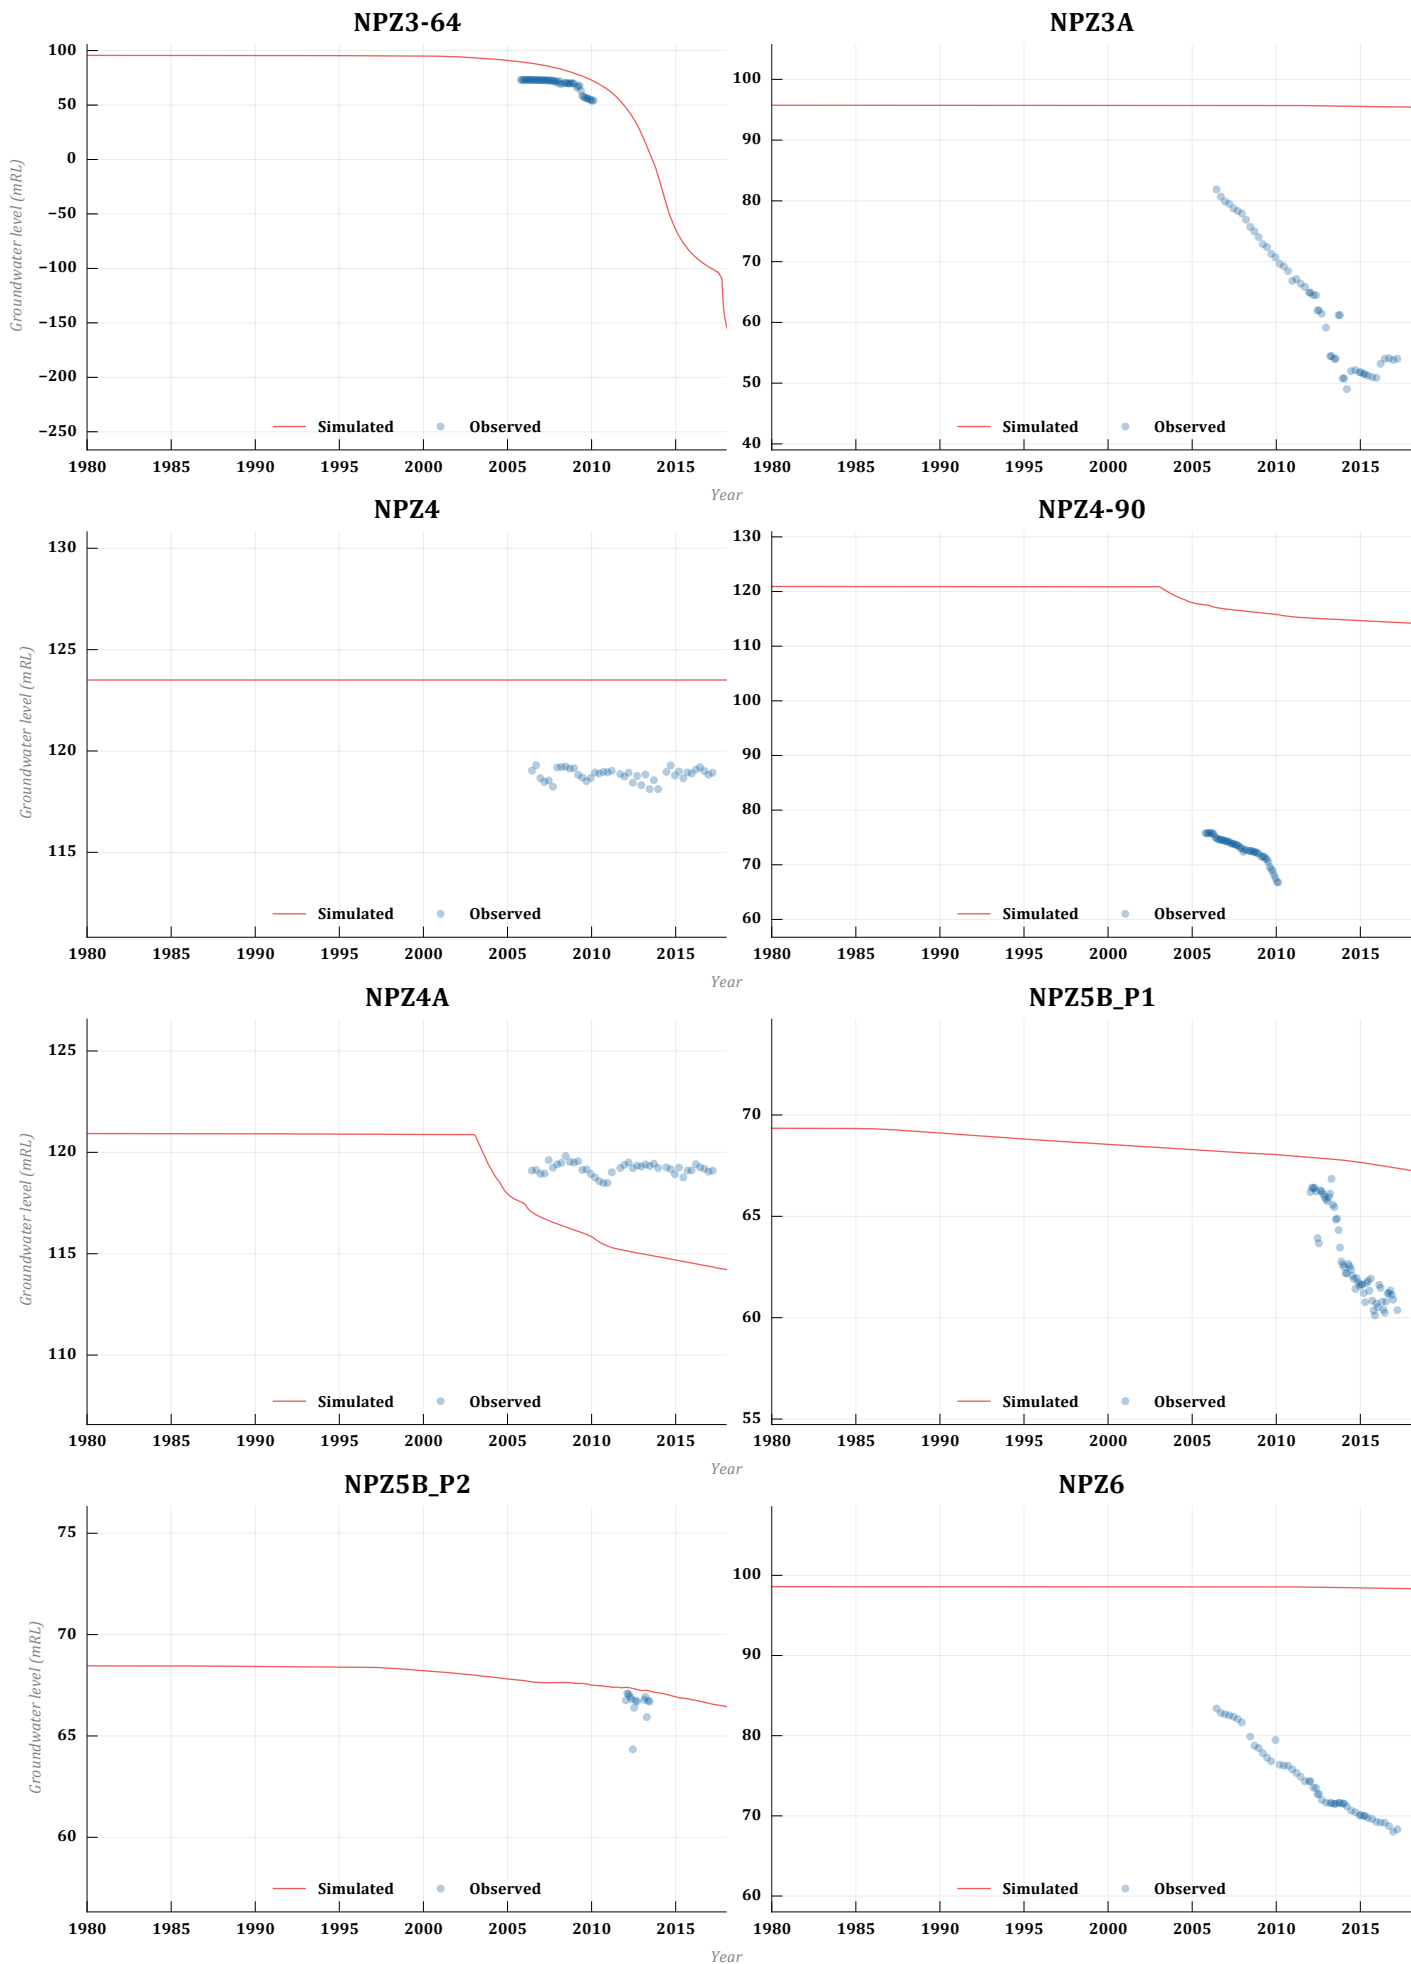 NPZ3-64
NPZ3A
100
50
0
−50
−100
−150
−200
−250
Groundwater level (mRL)
Simulated
Observed
1980 1985 1990 1995 2000 2005 2010 2015
100
90
80
70
60
50
40
Simulated
Observed
1980 1985 1990 1995 2000 2005 2010 2015
Year
NPZ4
NPZ4-90
130
125
120
115
Groundwater level (mRL)
Simulated
Observed
1980 1985 1990 1995 2000 2005 2010 2015
130
120
110
100
90
80
70
60
Simulated
Observed
1980 1985 1990 1995 2000 2005 2010 2015
Year
NPZ4A
NPZ5B_P1
125
120
115
110
Groundwater level (mRL)
Simulated
Observed
1980 1985 1990 1995 2000 2005 2010 2015
70
65
60
55
Simulated
Observed
1980 1985 1990 1995 2000 2005 2010 2015
Year
NPZ5B_P2
NPZ6
75
70
65
60
Groundwater level (mRL)
Simulated
Observed
1980 1985 1990 1995 2000 2005 2010 2015
100
90
80
70
60
Simulated
Observed
1980 1985 1990 1995 2000 2005 2010 2015
Year